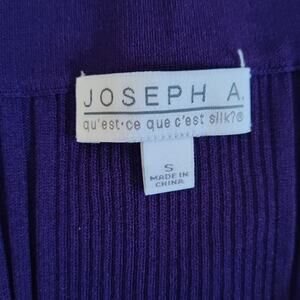 JOSEPH A.
qu'est·ce que c'est silk?®
S
MADE IN
CHINA